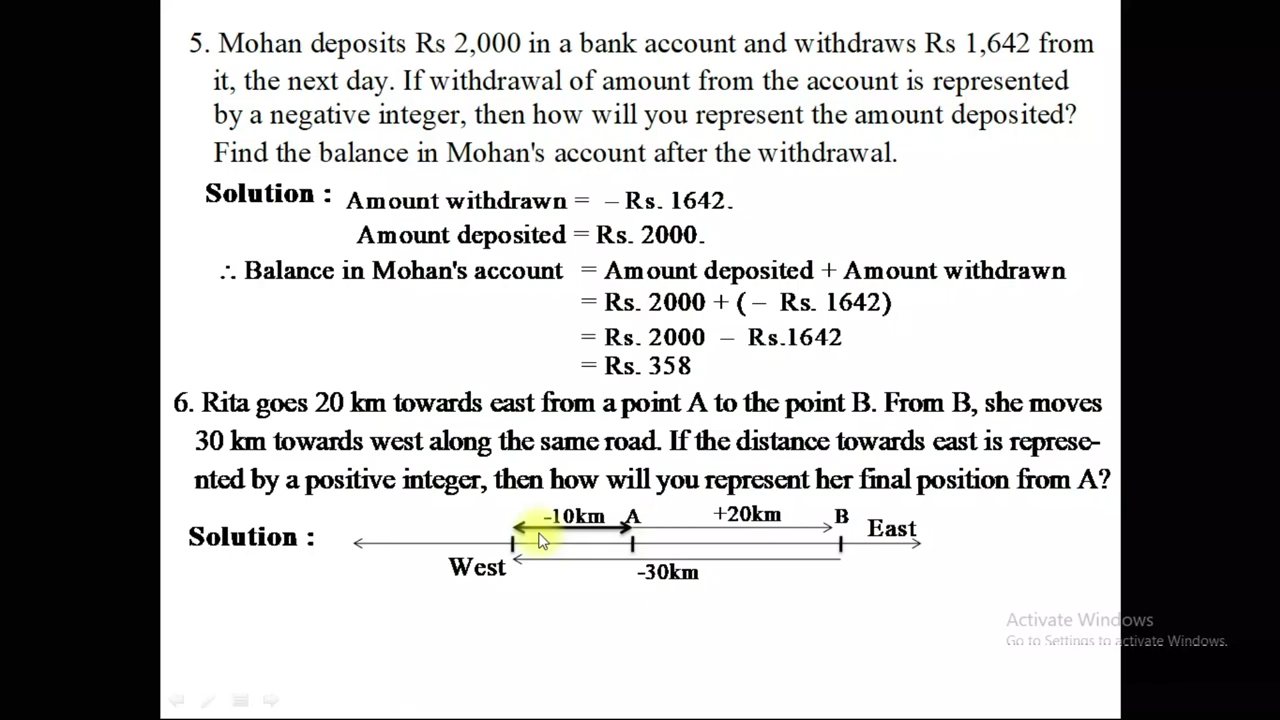 5. Mohan deposits Rs 2,000 in a bank account and withdraws Rs 1,642 from
it, the next day. If withdrawal of amount from the account is represented
by a negative integer, then how will you represent the amount deposited?
Find the balance in Mohan's account after the withdrawal.
Solution : Amount withdrawn = – Rs. 1642.
Amount deposited = Rs. 2000.
∴ Balance in Mohan's account = Amount deposited + Amount withdrawn
= Rs. 2000 + (– Rs. 1642)
= Rs. 2000 – Rs.1642
= Rs. 358
6. Rita goes 20 km towards east from a point A to the point B. From B, she moves
30 km towards west along the same road. If the distance towards east is represe-
nted by a positive integer, then how will you represent her final position from A?
-10km A +20km B East
Solution :
West -30km
Activate Windows
Go to Settings to activate Windows.